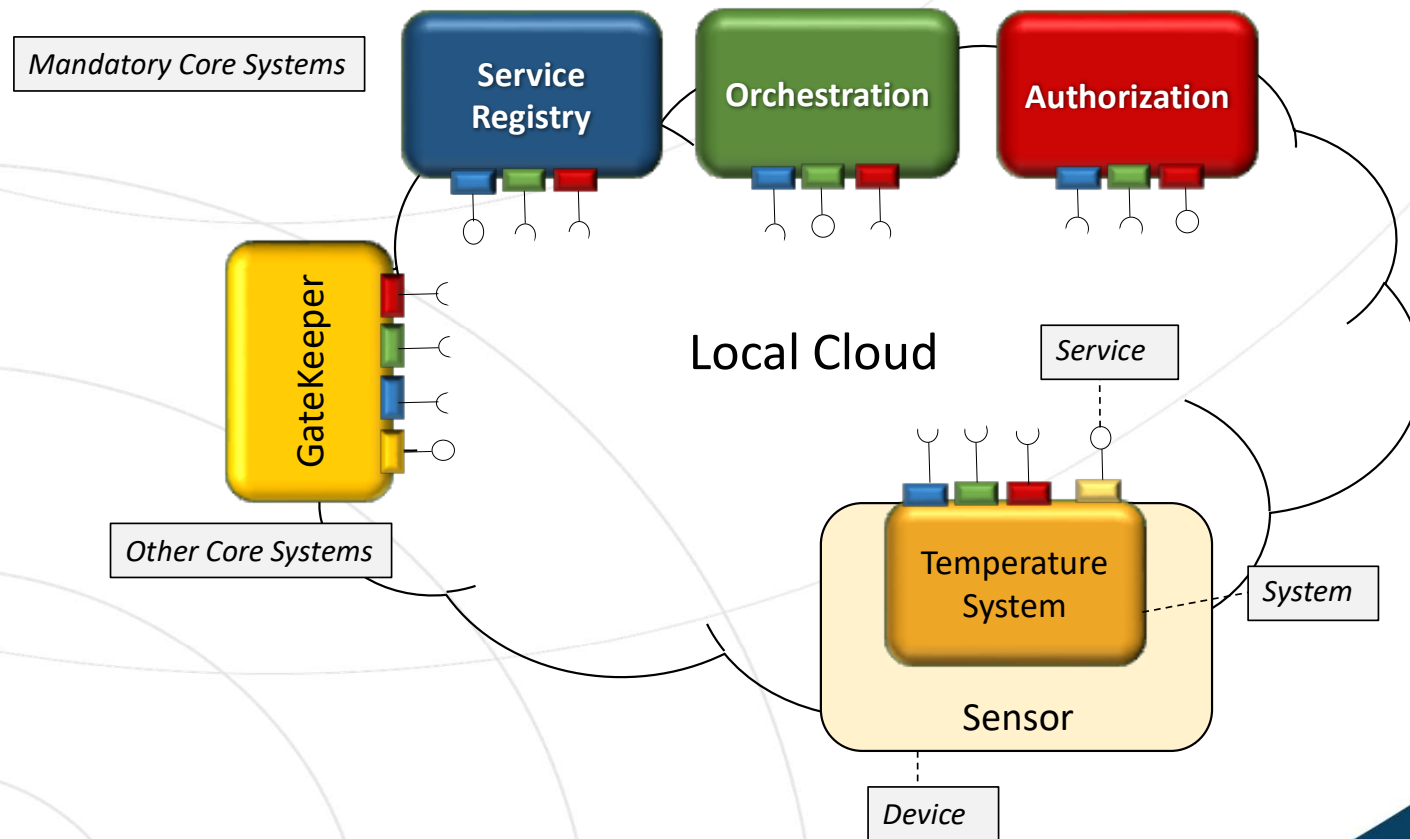 Mandatory Core Systems
Service
Registry
Orchestration
Authorization
GateKeeper
Local Cloud
Service
Other Core Systems
Temperature
System
System
Sensor
Device